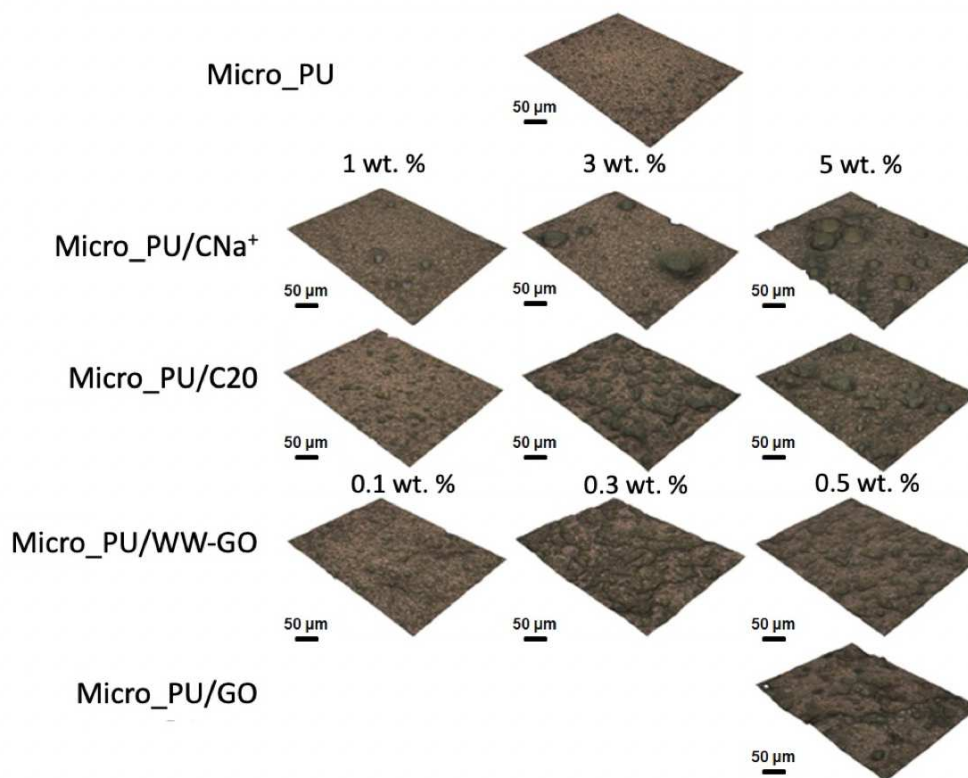 Micro_PU
50 µm
1 wt. % 3 wt. % 5 wt. %
Micro_PU/CNa⁺
50 µm 50 µm 50 µm
Micro_PU/C20
50 µm 50 µm 50 µm
0.1 wt. % 0.3 wt. % 0.5 wt. %
Micro_PU/WW-GO
50 µm 50 µm 50 µm
Micro_PU/GO
50 µm